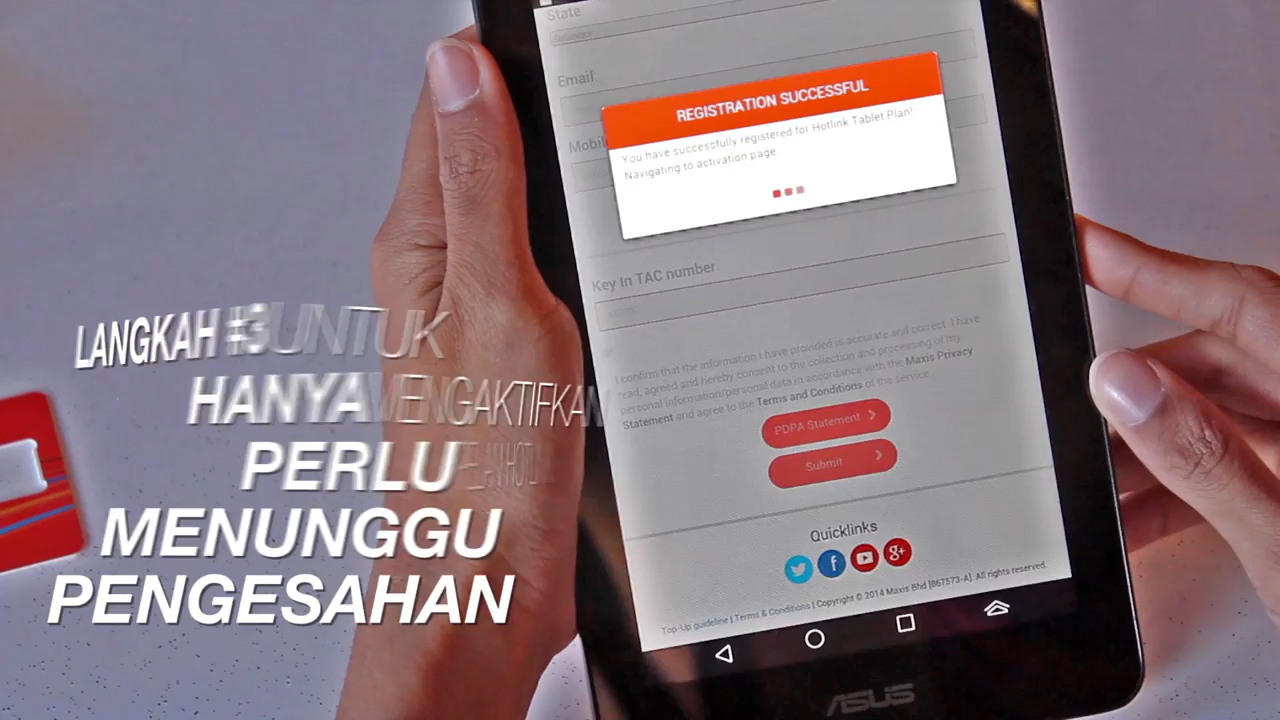 State
Selangor
Email
REGISTRATION SUCCESSFUL
You have successfully registered for Hotlink Tablet Plan!
Navigating to activation page
Mobil
Key In TAC number
I confirm that the information I have provided is accurate and correct. I have
read, agreed and hereby consent to the collection and processing of my
personal information/personal data in accordance with the Maxis Privacy
Statement and agree to the Terms and Conditions of the service.
PDPA Statement
Submit
Quicklinks
f
g+
Top-Up guideline | Terms & Conditions | Copyright © 2014 Maxis Bhd [867573-A]. All rights reserved.
ASUS
LANGKAH #3 UNTUK
HANYA MENGAKTIFKAN
PERLU
MENUNGGU
PENGESAHAN